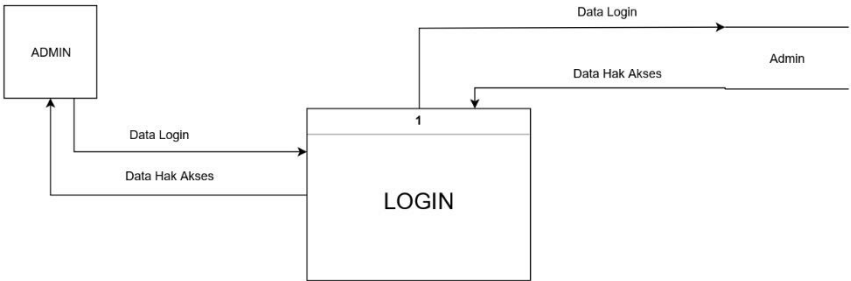 Data Login
ADMIN
Admin
Data Hak Akses
1
Data Login
Data Hak Akses
LOGIN